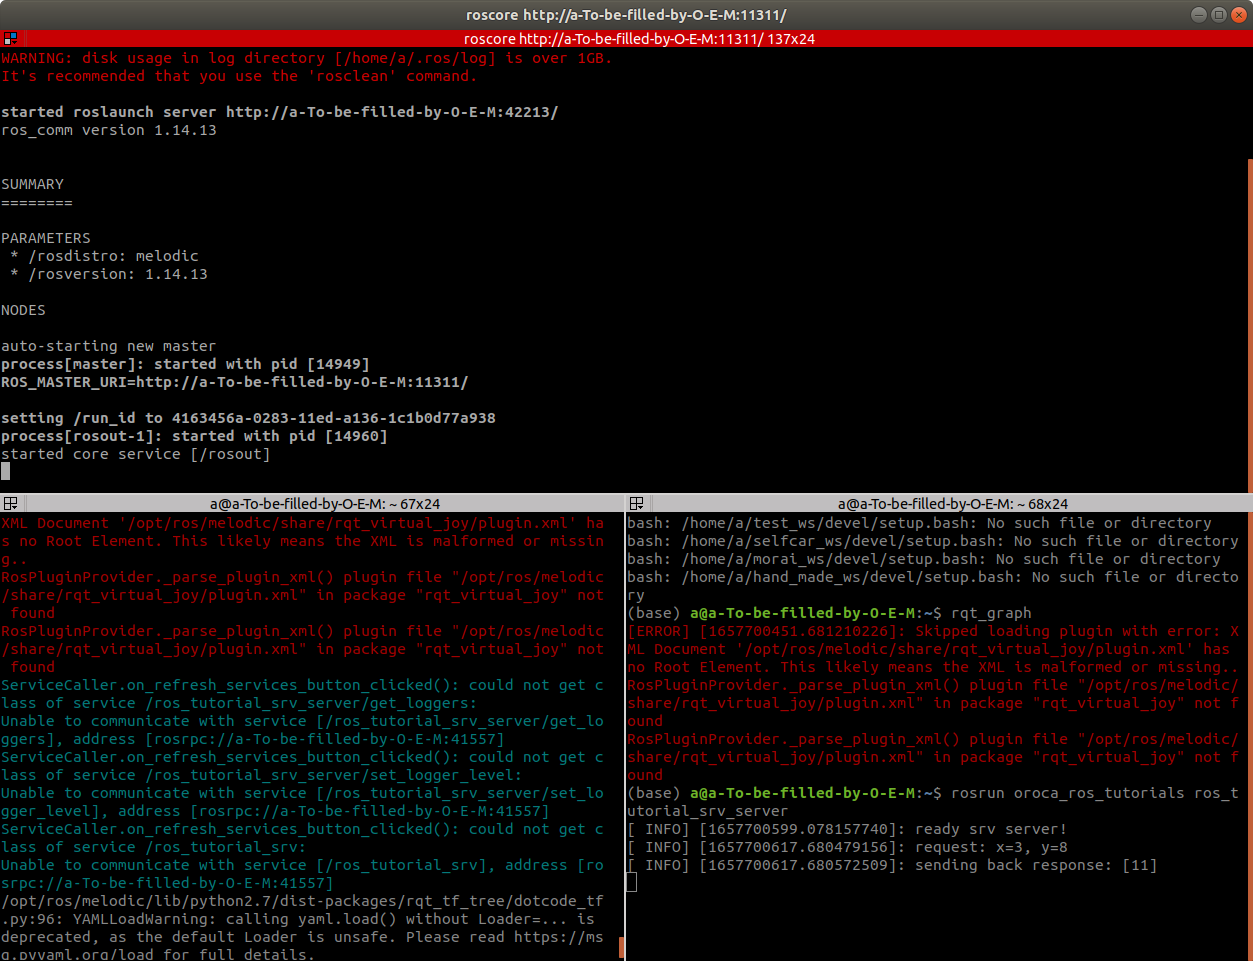 roscore http://a-To-be-filled-by-O-E-M:11311/
roscore http://a-To-be-filled-by-O-E-M:11311/ 137x24
WARNING: disk usage in log directory [/home/a/.ros/log] is over 1GB.
It's recommended that you use the 'rosclean' command.
started roslaunch server http://a-To-be-filled-by-O-E-M:42213/
ros_comm version 1.14.13
SUMMARY
========
PARAMETERS
 * /rosdistro: melodic
 * /rosversion: 1.14.13
NODES
auto-starting new master
process[master]: started with pid [14949]
ROS_MASTER_URI=http://a-To-be-filled-by-O-E-M:11311/
setting /run_id to 4163456a-0283-11ed-a136-1c1b0d77a938
process[rosout-1]: started with pid [14960]
started core service [/rosout]
a@a-To-be-filled-by-O-E-M: ~ 67x24
XML Document '/opt/ros/melodic/share/rqt_virtual_joy/plugin.xml' ha
s no Root Element. This likely means the XML is malformed or missin
g..
RosPluginProvider._parse_plugin_xml() plugin file "/opt/ros/melodic
/share/rqt_virtual_joy/plugin.xml" in package "rqt_virtual_joy" not
 found
RosPluginProvider._parse_plugin_xml() plugin file "/opt/ros/melodic
/share/rqt_virtual_joy/plugin.xml" in package "rqt_virtual_joy" not
 found
ServiceCaller.on_refresh_services_button_clicked(): could not get c
lass of service /ros_tutorial_srv_server/get_loggers:
Unable to communicate with service [/ros_tutorial_srv_server/get_lo
ggers], address [rosrpc://a-To-be-filled-by-O-E-M:41557]
ServiceCaller.on_refresh_services_button_clicked(): could not get c
lass of service /ros_tutorial_srv_server/set_logger_level:
Unable to communicate with service [/ros_tutorial_srv_server/set_lo
gger_level], address [rosrpc://a-To-be-filled-by-O-E-M:41557]
ServiceCaller.on_refresh_services_button_clicked(): could not get c
lass of service /ros_tutorial_srv:
Unable to communicate with service [/ros_tutorial_srv], address [ro
srpc://a-To-be-filled-by-O-E-M:41557]
/opt/ros/melodic/lib/python2.7/dist-packages/rqt_tf_tree/dotcode_tf
.py:96: YAMLLoadWarning: calling yaml.load() without Loader=... is
deprecated, as the default Loader is unsafe. Please read https://ms
g.pyyaml.org/load for full details.
a@a-To-be-filled-by-O-E-M: ~ 68x24
bash: /home/a/test_ws/devel/setup.bash: No such file or directory
bash: /home/a/selfcar_ws/devel/setup.bash: No such file or directory
bash: /home/a/morai_ws/devel/setup.bash: No such file or directory
bash: /home/a/hand_made_ws/devel/setup.bash: No such file or directo
ry
(base) a@a-To-be-filled-by-O-E-M:~$ rqt_graph
[ERROR] [1657700451.681210226]: Skipped loading plugin with error: X
ML Document '/opt/ros/melodic/share/rqt_virtual_joy/plugin.xml' has
no Root Element. This likely means the XML is malformed or missing..
RosPluginProvider._parse_plugin_xml() plugin file "/opt/ros/melodic/
share/rqt_virtual_joy/plugin.xml" in package "rqt_virtual_joy" not f
ound
RosPluginProvider._parse_plugin_xml() plugin file "/opt/ros/melodic/
share/rqt_virtual_joy/plugin.xml" in package "rqt_virtual_joy" not f
ound
(base) a@a-To-be-filled-by-O-E-M:~$ rosrun oroca_ros_tutorials ros_t
utorial_srv_server
[ INFO] [1657700599.078157740]: ready srv server!
[ INFO] [1657700617.680479156]: request: x=3, y=8
[ INFO] [1657700617.680572509]: sending back response: [11]